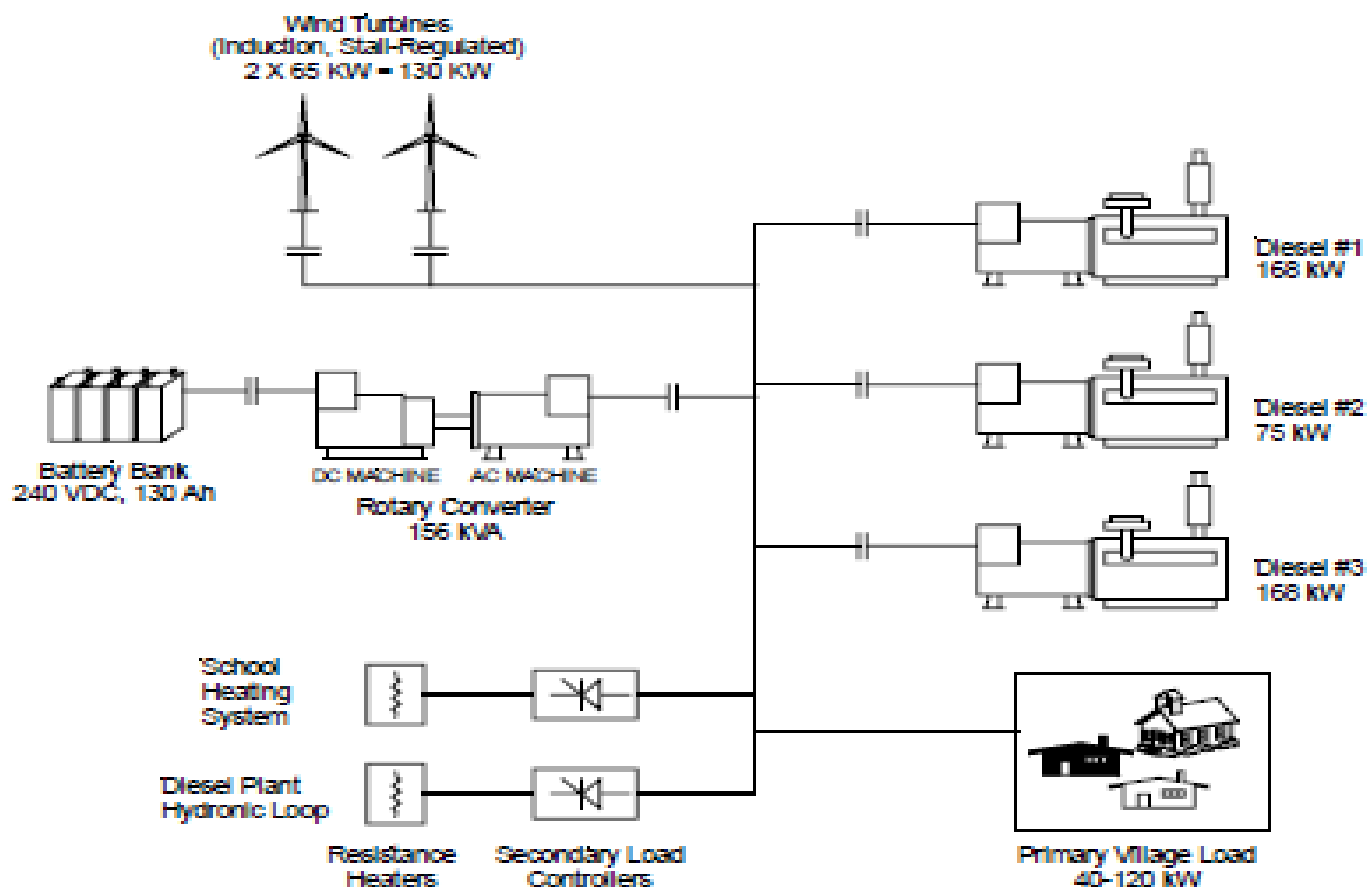 Wind Turbines
(Induction, Stall-Regulated)
2 X 65 KW = 130 KW
Diesel #1
168 kW
Diesel #2
75 kW
Battery Bank
240 VDC, 130 Ah
DC MACHINE
AC MACHINE
Rotary Converter
156 kVA
Diesel #3
168 kW
School
Heating
System
Diesel Plant
Hydronic Loop
Resistance
Heaters
Secondary Load
Controllers
Primary Village Load
40-120 kW